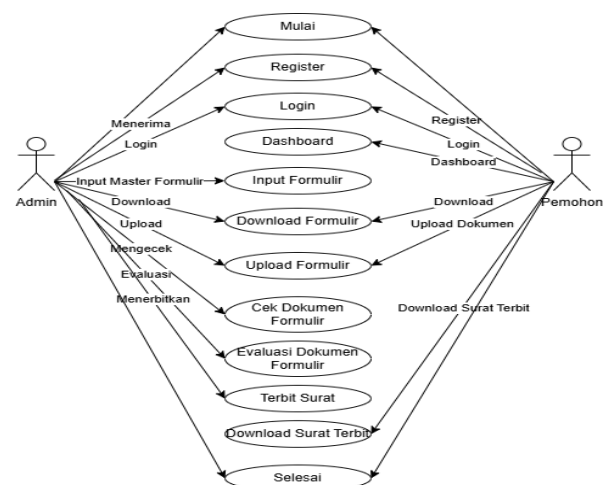 Mulai
Register
Menerima
Register
Login
Login
Login
Dashboard
Dashboard
Admin
Input Master Formulir
Input Formulir
Pemohon
Download
Download Formulir
Download
Upload
Upload Dokumen
Mengecek
Upload Formulir
Evaluasi
Menerbitkan
Cek Dokumen
Formulir
Download Surat Terbit
Evaluasi Dokumen
Formulir
Terbit Surat
Download Surat Terbit
Selesai